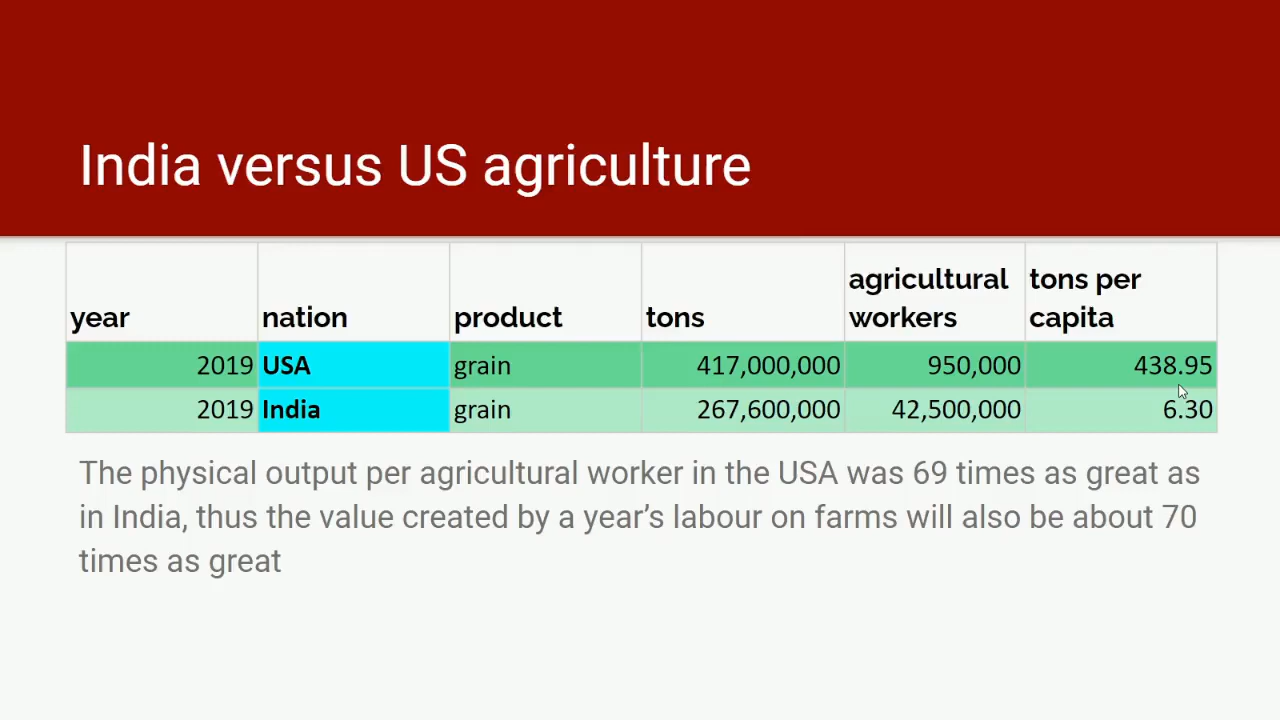 India versus US agriculture
year nation product tons agricultural workers tons per capita
2019 USA grain 417,000,000 950,000 438.95
2019 India grain 267,600,000 42,500,000 6.30
The physical output per agricultural worker in the USA was 69 times as great as
in India, thus the value created by a year’s labour on farms will also be about 70
times as great